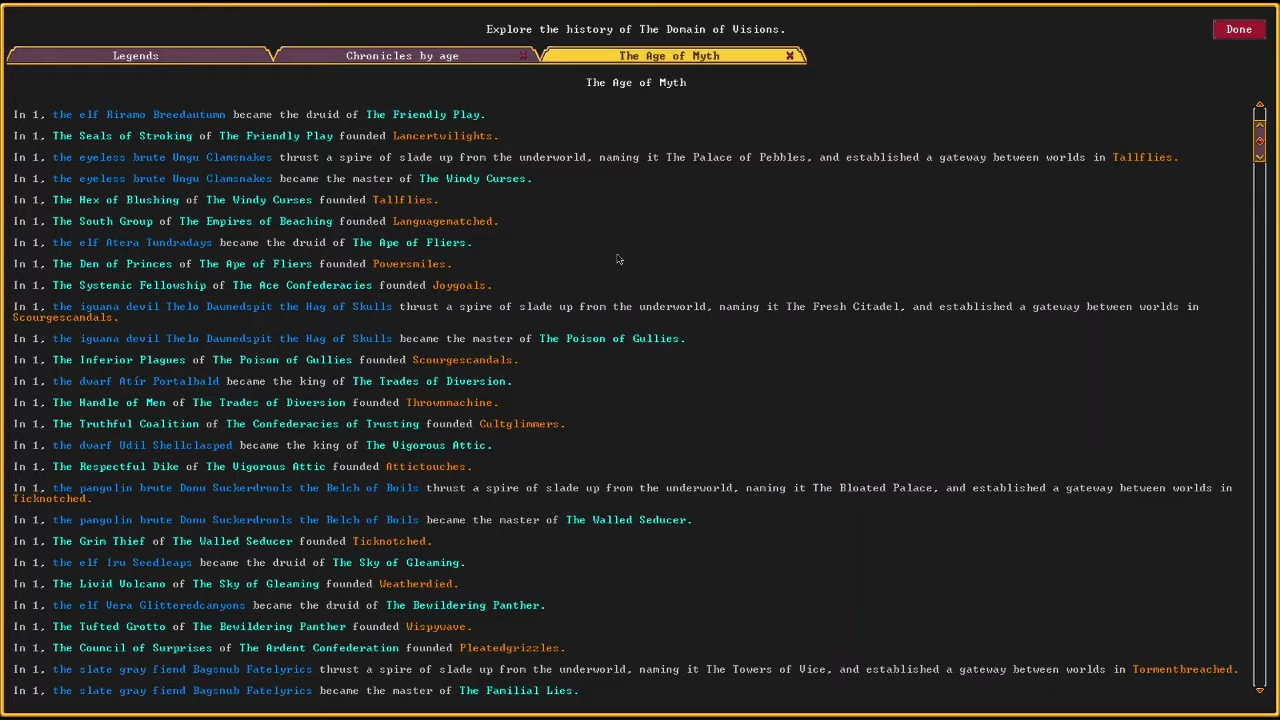 Explore the history of The Domain of Visions.
Done
Legends
Chronicles by age
The Age of Myth
The Age of Myth
In 1, the elf Riramo Breedautumn became the druid of The Friendly Play.
In 1, The Seals of Stroking of The Friendly Play founded Lancertwilights.
In 1, the eyeless brute Ungu Clamsnakes thrust a spire of slade up from the underworld, naming it The Palace of Pebbles, and established a gateway between worlds in Tallflies.
In 1, the eyeless brute Ungu Clamsnakes became the master of The Windy Curses.
In 1, The Hex of Blushing of The Windy Curses founded Tallflies.
In 1, The South Group of The Empires of Beaching founded Languagematched.
In 1, the elf Atera Tundradays became the druid of The Ape of Fliers.
In 1, The Den of Princes of The Ape of Fliers founded Powersmiles.
In 1, The Systemic Fellowship of The Ace Confederacies founded Joygoals.
In 1, the iguana devil Thelo Dawnedspit the Hag of Skulls thrust a spire of slade up from the underworld, naming it The Fresh Citadel, and established a gateway between worlds in
Scourgescandals.
In 1, the iguana devil Thelo Dawnedspit the Hag of Skulls became the master of The Poison of Gullies.
In 1, The Inferior Plagues of The Poison of Gullies founded Scourgescandals.
In 1, the dwarf Atír Portalbald became the king of The Trades of Diversion.
In 1, The Handle of Men of The Trades of Diversion founded Thrownmachine.
In 1, The Truthful Coalition of The Confederacies of Trusting founded Cultglimmers.
In 1, the dwarf Udil Shellclasped became the king of The Vigorous Attic.
In 1, The Respectful Dike of The Vigorous Attic founded Attictouches.
In 1, the pangolin brute Donu Suckerdrools the Belch of Boils thrust a spire of slade up from the underworld, naming it The Bloated Palace, and established a gateway between worlds in
Ticknotched.
In 1, the pangolin brute Donu Suckerdrools the Belch of Boils became the master of The Walled Seducer.
In 1, The Grim Thief of The Walled Seducer founded Ticknotched.
In 1, the elf Iru Seedleaps became the druid of The Sky of Gleaming.
In 1, The Livid Volcano of The Sky of Gleaming founded Weatherdied.
In 1, the elf Vera Glitteredcanyons became the druid of The Bewildering Panther.
In 1, The Tufted Grotto of The Bewildering Panther founded Wispywave.
In 1, The Council of Surprises of The Ardent Confederation founded Pleatedgrizzles.
In 1, the slate gray fiend Bagsnub Fatelyrics thrust a spire of slade up from the underworld, naming it The Towers of Vice, and established a gateway between worlds in Tormentbreached.
In 1, the slate gray fiend Bagsnub Fatelyrics became the master of The Familial Lies.